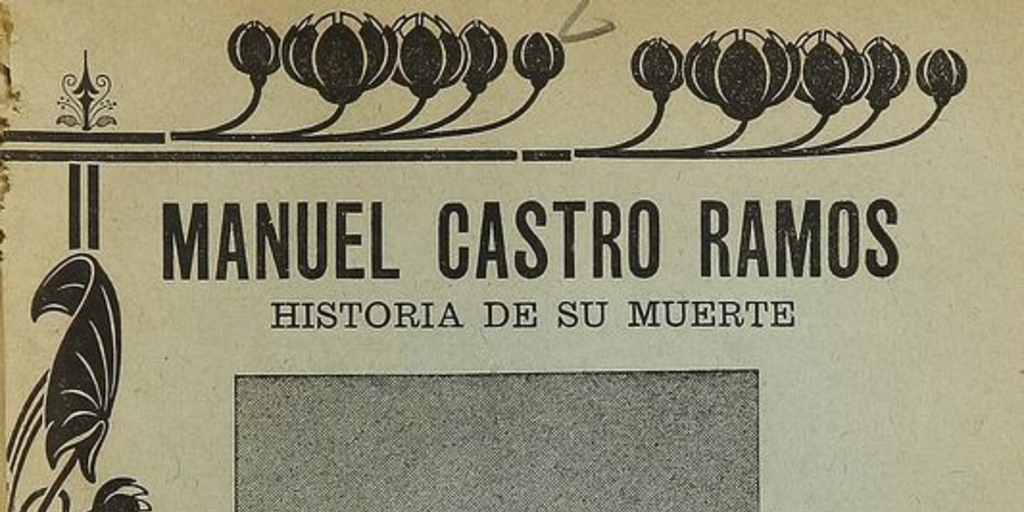 MANUEL CASTRO RAMOS
HISTORIA DE SU MUERTE